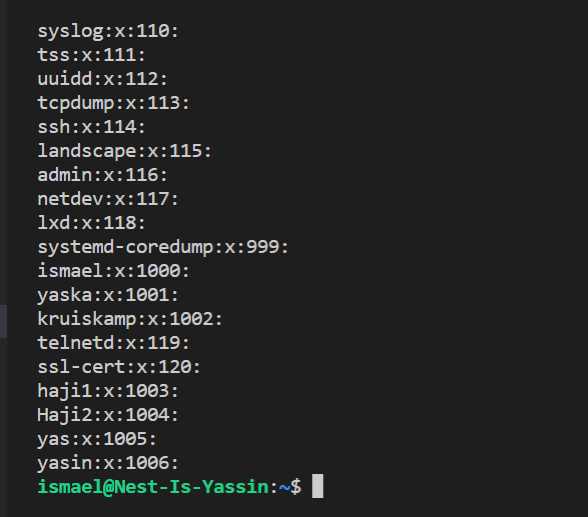 syslog:x:110:
tss:x:111:
uuidd:x:112:
tcpdump:x:113:
ssh:x:114:
landscape:x:115:
admin:x:116:
netdev:x:117:
lxd:x:118:
systemd-coredump:x:999:
ismael:x:1000:
yaska:x:1001:
kruiskamp:x:1002:
telnetd:x:119:
ssl-cert:x:120:
haji1:x:1003:
Haji2:x:1004:
yas:x:1005:
yasin:x:1006:
ismael@Nest-Is-Yassin:~$